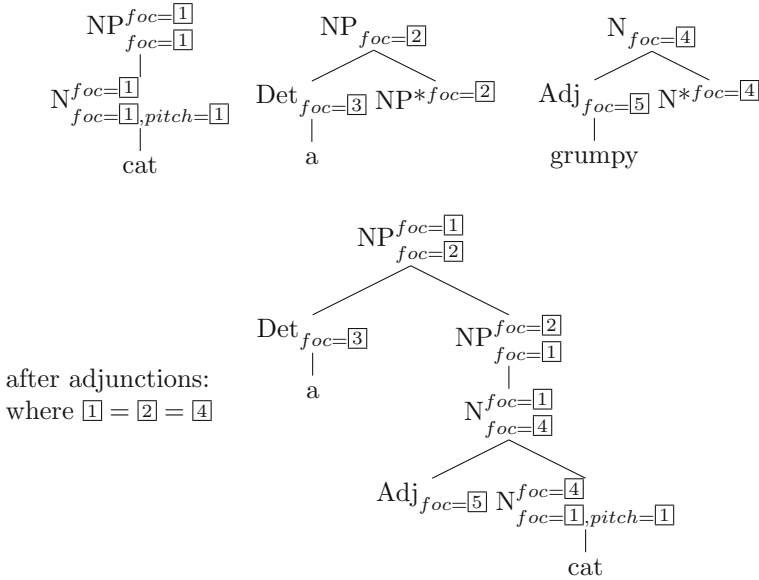 NP^{foc=[1]}_{foc=[1]} NP_{foc=[2]} N_{foc=[4]}
N^{foc=[1]}_{foc=[1],pitch=[1]} Det_{foc=[3]} NP*^{foc=[2]} Adj_{foc=[5]} N*^{foc=[4]}
cat a grumpy
NP^{foc=[1]}_{foc=[2]}
Det_{foc=[3]} NP^{foc=[2]}_{foc=[1]}
after adjunctions: a
where [1] = [2] = [4] N^{foc=[1]}_{foc=[4]}
Adj_{foc=[5]} N^{foc=[4]}_{foc=[1],pitch=[1]}
cat